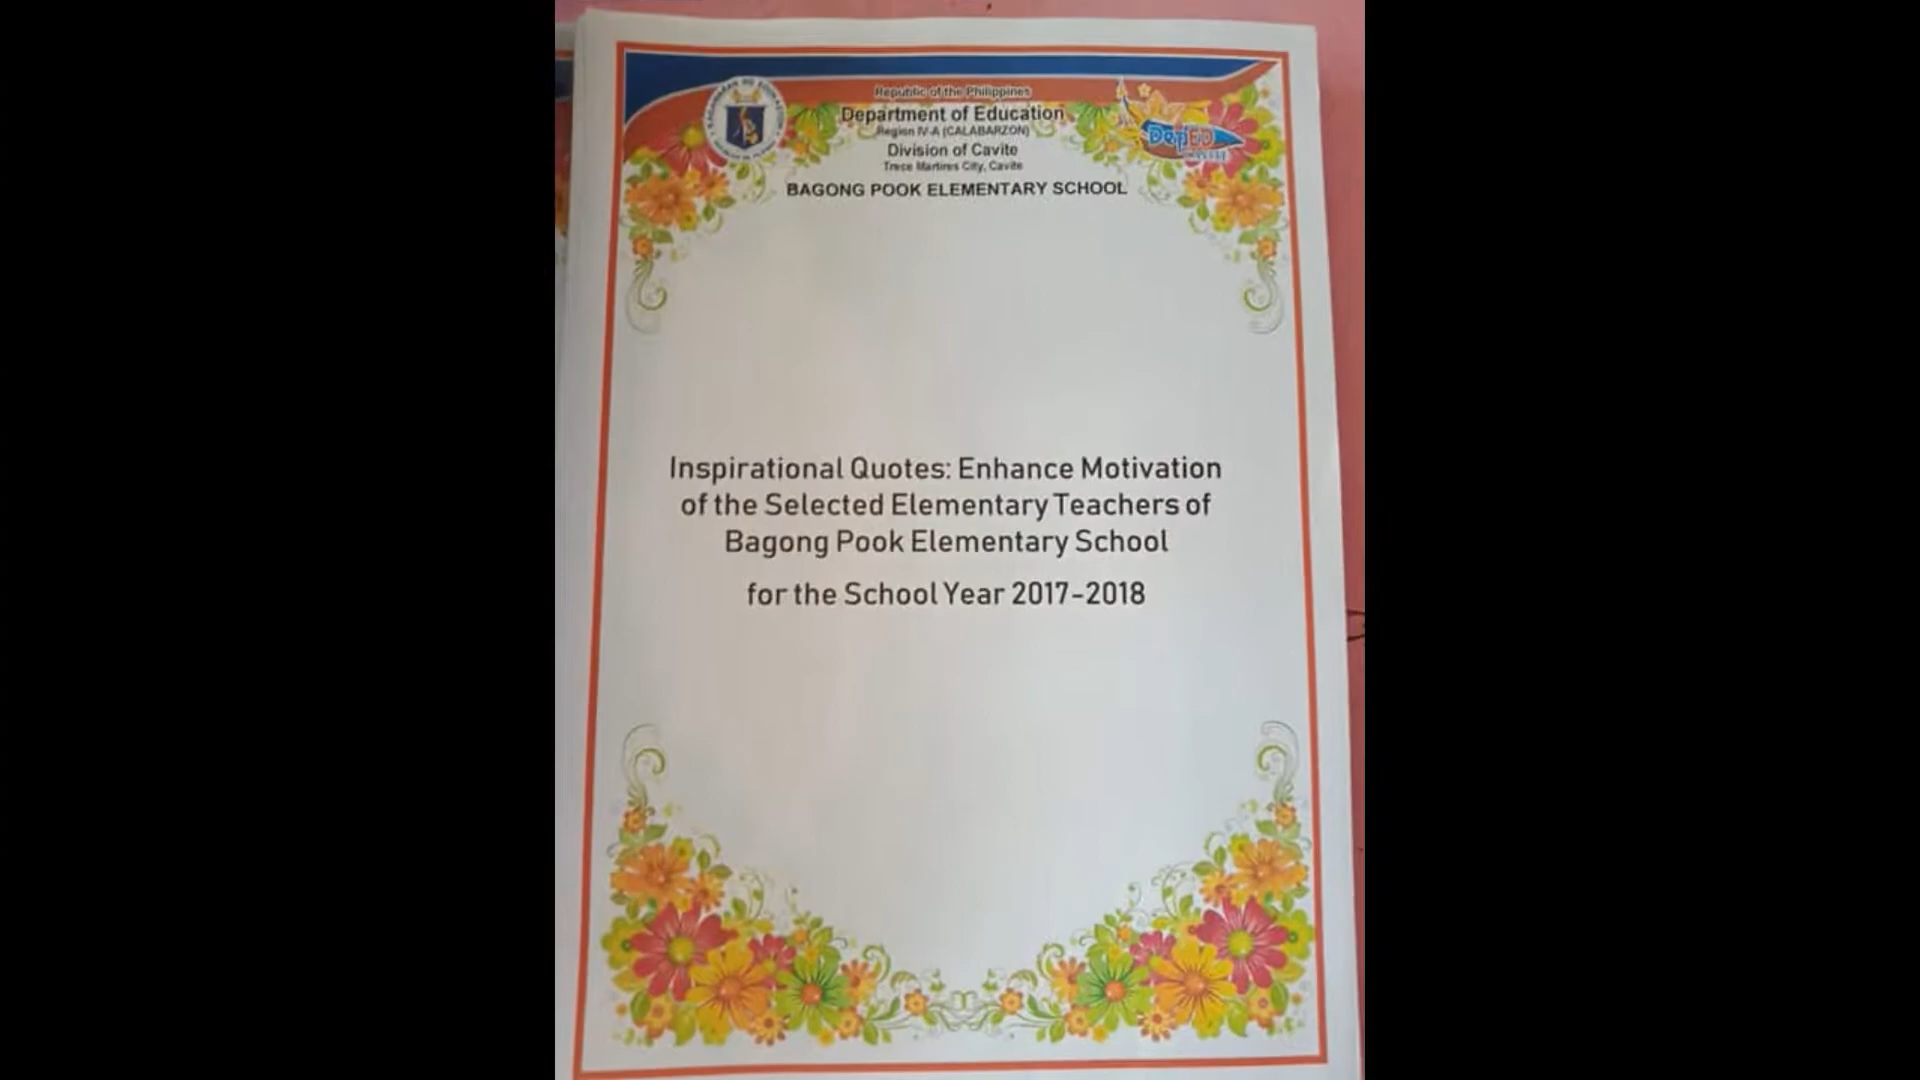 Republic of the Philippines
Department of Education
Region IV-A (CALABARZON)
Division of Cavite
Trece Martires City, Cavite
BAGONG POOK ELEMENTARY SCHOOL
DepED
Inspirational Quotes: Enhance Motivation
of the Selected Elementary Teachers of
Bagong Pook Elementary School
for the School Year 2017-2018